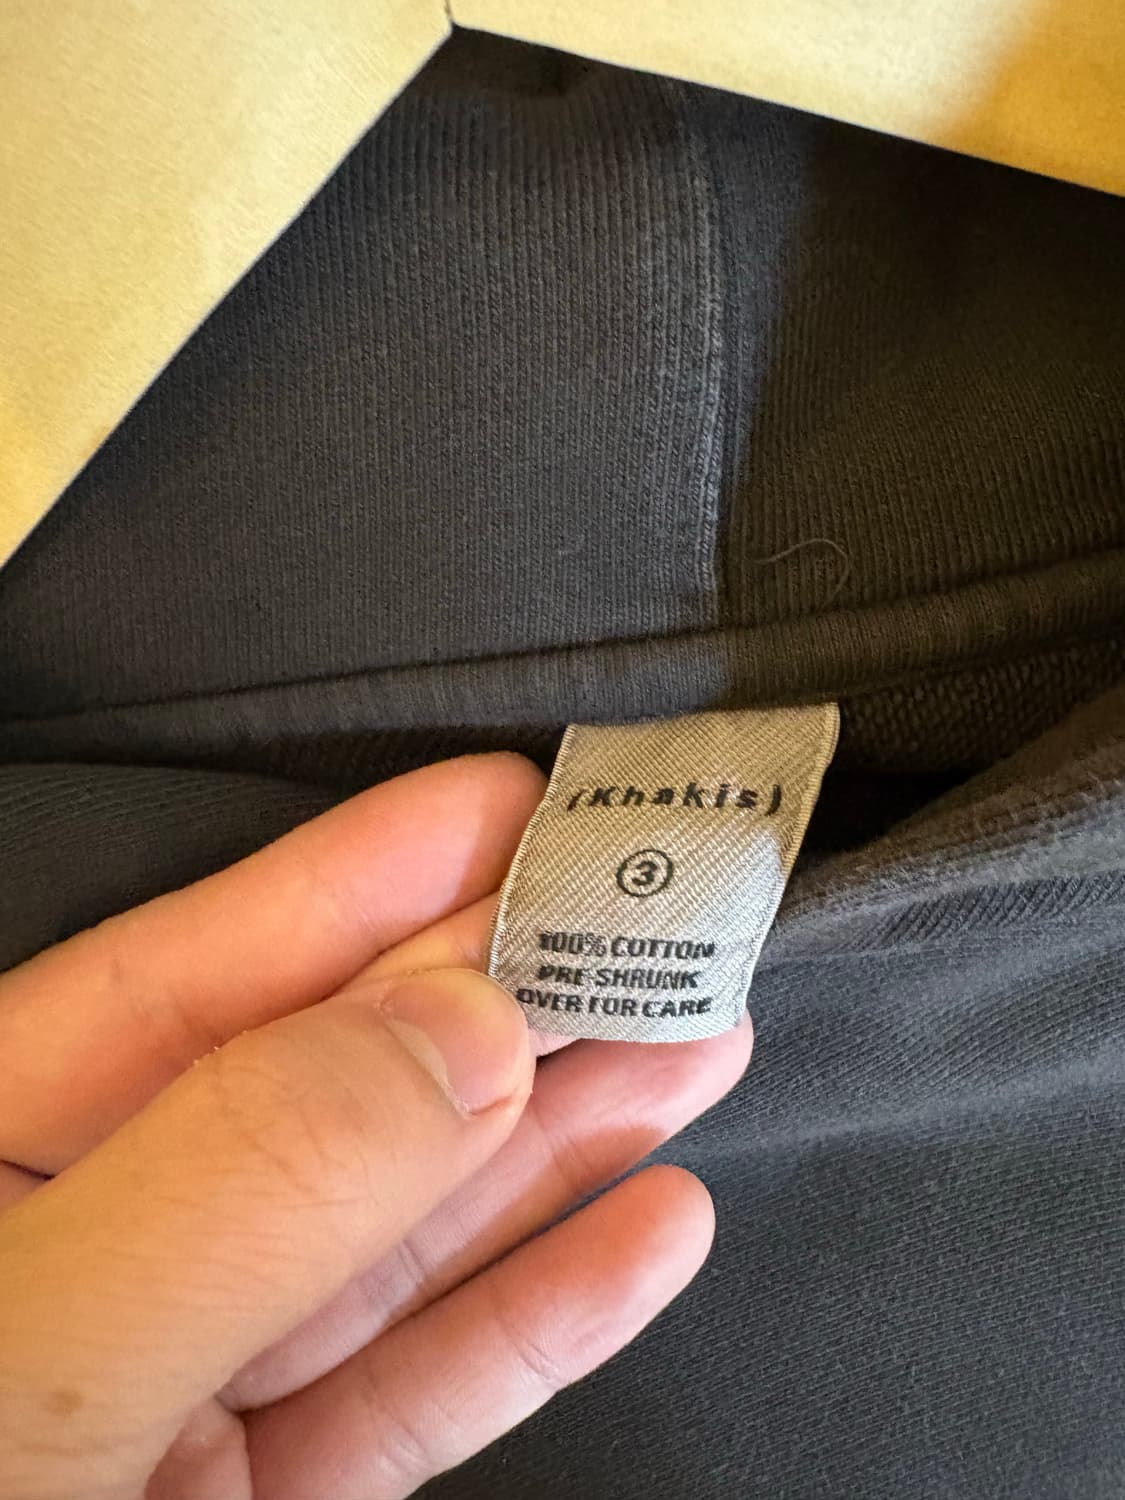 (Khakis)
3
100% COTTON
PRE SHRUNK
OVER FOR CARE